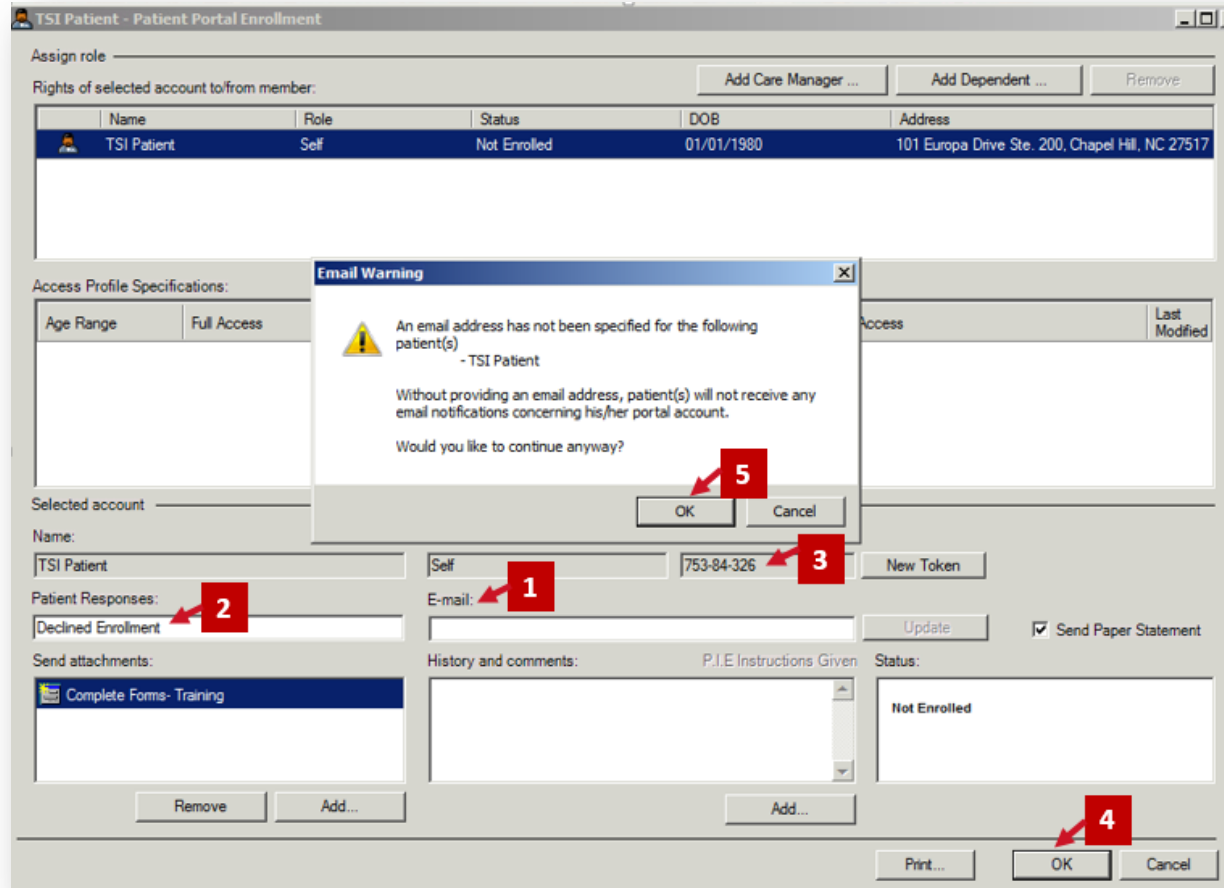 TSI Patient - Patient Portal Enrollment
Assign role
Rights of selected account to/from member:
Add Care Manager ... Add Dependent ... Remove
Name Role Status DOB Address
TSI Patient Self Not Enrolled 01/01/1980 101 Europa Drive Ste. 200, Chapel Hill, NC 27517
Access Profile Specifications:
Age Range Full Access Access Last
Modified
Email Warning
An email address has not been specified for the following
patient(s)
- TSI Patient
Without providing an email address, patient(s) will not receive any
email notifications concerning his/her portal account.
Would you like to continue anyway?
5
OK Cancel
Selected account
Name:
TSI Patient Self 753-84-326 3 New Token
Patient Responses: E-mail: 1
Declined Enrollment 2 Update Send Paper Statement
Send attachments: History and comments: P.I.E Instructions Given Status:
Complete Forms- Training
Not Enrolled
Remove Add... Add...
4
Print... OK Cancel